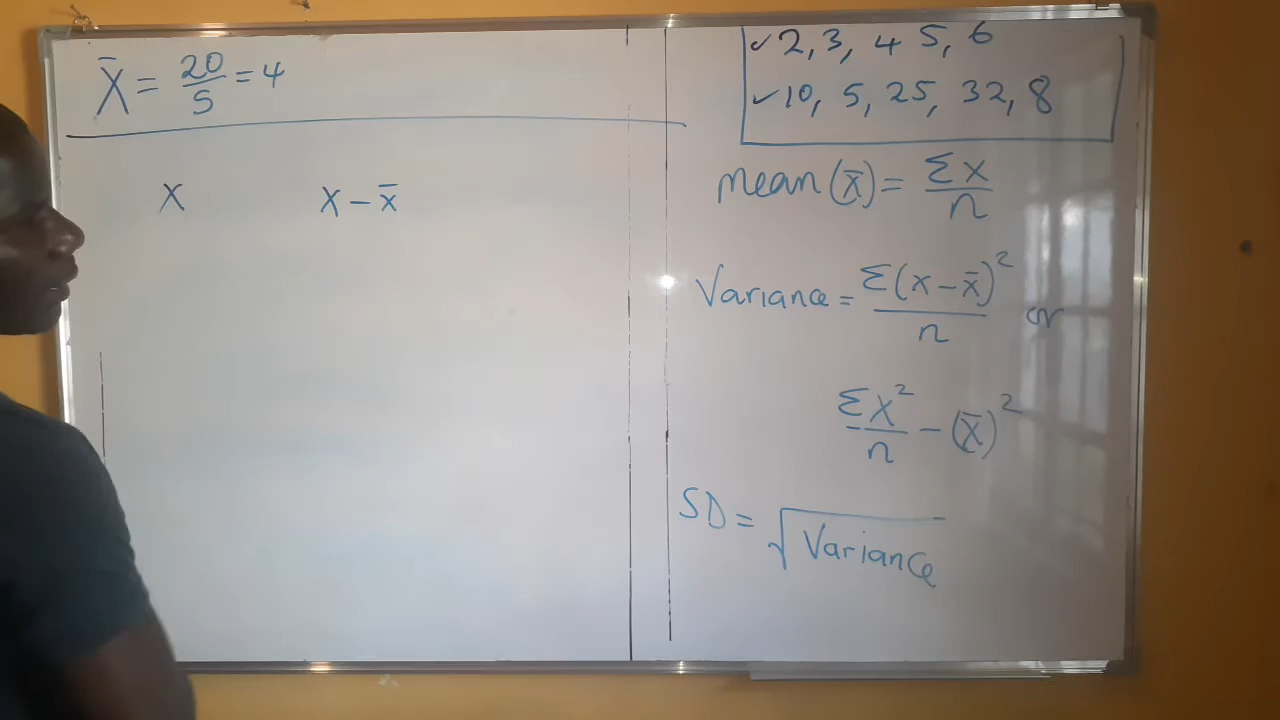 X̄ = 20/5 = 4
X X - x̄
✓ 2, 3, 4 5, 6
✓ 10, 5, 25, 32, 8
mean (x̄) = Σx/n
Variance = Σ(x - x̄)²/n or
Σx²/n - (x̄)²
SD = √Variance